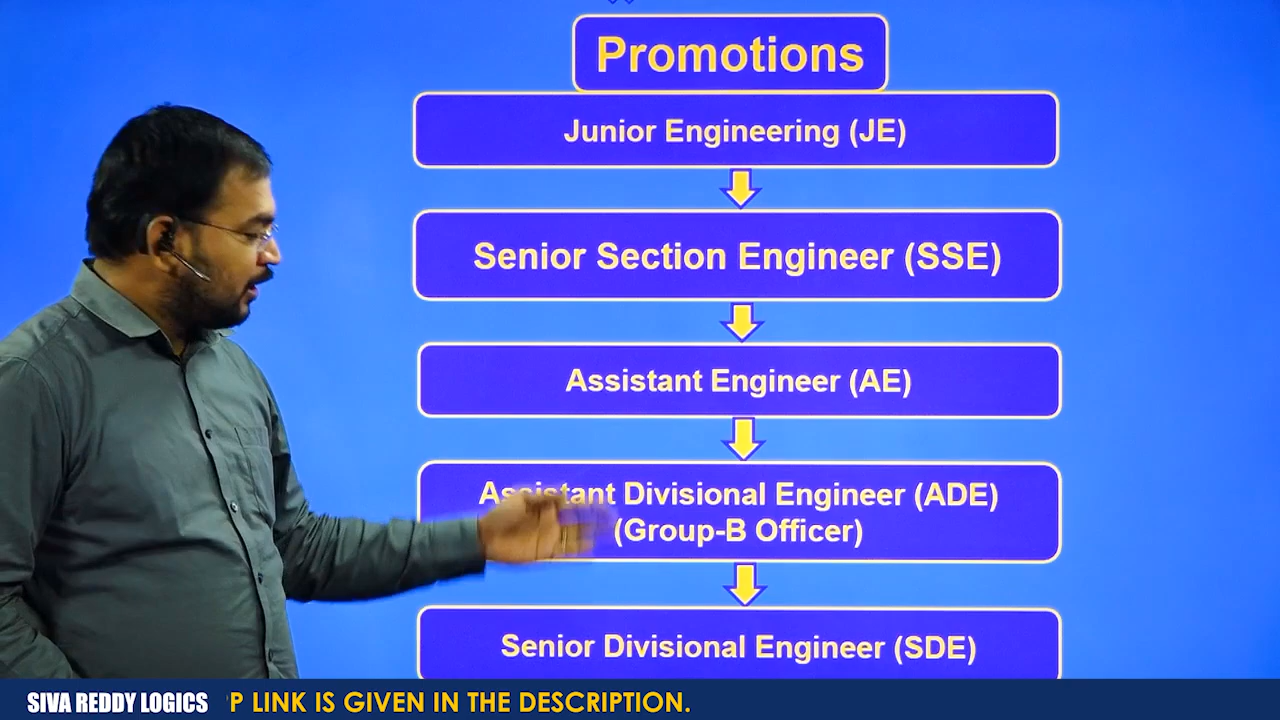 Promotions
Junior Engineering (JE)
Senior Section Engineer (SSE)
Assistant Engineer (AE)
Assistant Divisional Engineer (ADE)
(Group-B Officer)
Senior Divisional Engineer (SDE)
SIVA REDDY LOGICS P LINK IS GIVEN IN THE DESCRIPTION.